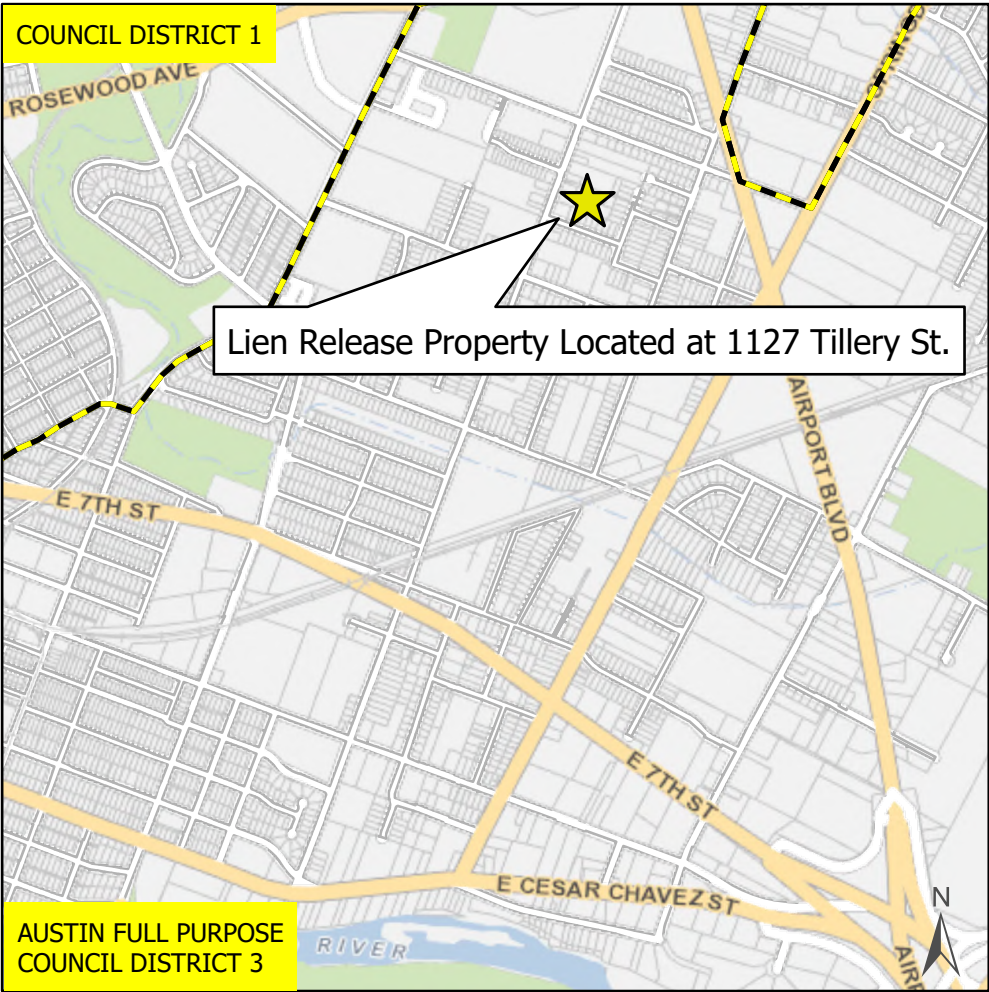 COUNCIL DISTRICT 1
ROSEWOOD AVE
Lien Release Property Located at 1127 Tillery St.
AIRPORT BLVD
E 7TH ST
E 7TH ST
E CESAR CHAVEZ ST
N
AUSTIN FULL PURPOSE
COUNCIL DISTRICT 3
RIVER